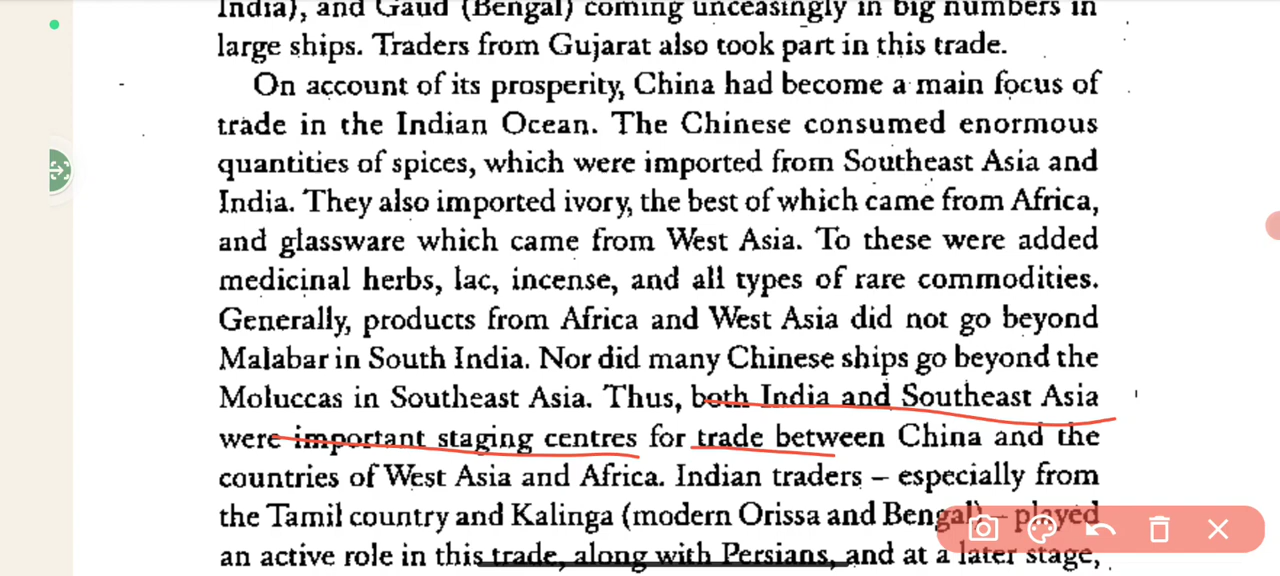 India), and Gaud (Bengal) coming unceasingly in big numbers in
large ships. Traders from Gujarat also took part in this trade.
On account of its prosperity, China had become a main focus of
trade in the Indian Ocean. The Chinese consumed enormous
quantities of spices, which were imported from Southeast Asia and
India. They also imported ivory, the best of which came from Africa,
and glassware which came from West Asia. To these were added
medicinal herbs, lac, incense, and all types of rare commodities.
Generally, products from Africa and West Asia did not go beyond
Malabar in South India. Nor did many Chinese ships go beyond the
Moluccas in Southeast Asia. Thus, both India and Southeast Asia
were important staging centres for trade between China and the
countries of West Asia and Africa. Indian traders – especially from
the Tamil country and Kalinga (modern Orissa and Bengal) – played
an active role in this trade, along with Persians, and at a later stage,